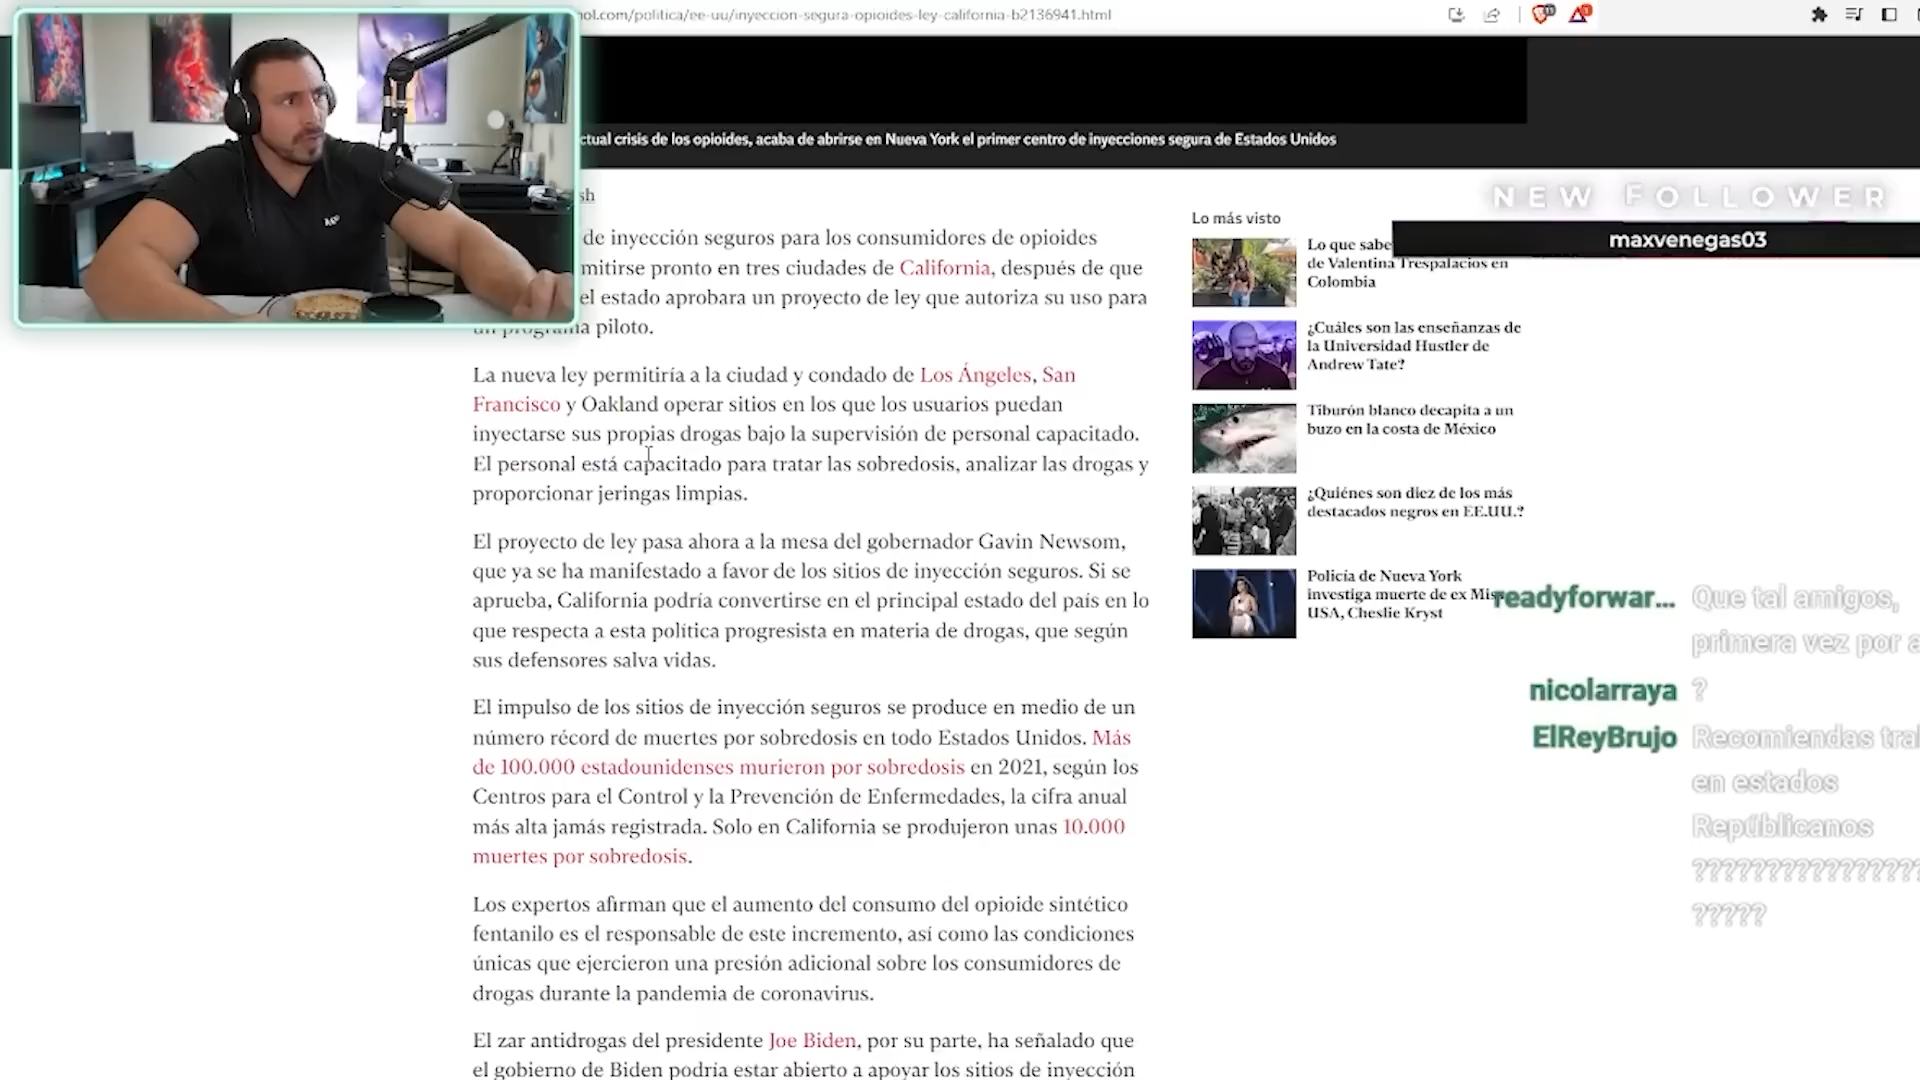 ol.com/politica/ee-uu/inyeccion-segura-opioides-ley-california-b2136941.html
ctual crisis de los opioides, acaba de abrirse en Nueva York el primer centro de inyecciones segura de Estados Unidos
sh
de inyección seguros para los consumidores de opioides
mitirse pronto en tres ciudades de California, después de que
el estado aprobara un proyecto de ley que autoriza su uso para
un programa piloto.
La nueva ley permitiría a la ciudad y condado de Los Ángeles, San
Francisco y Oakland operar sitios en los que los usuarios puedan
inyectarse sus propias drogas bajo la supervisión de personal capacitado.
El personal está capacitado para tratar las sobredosis, analizar las drogas y
proporcionar jeringas limpias.
El proyecto de ley pasa ahora a la mesa del gobernador Gavin Newsom,
que ya se ha manifestado a favor de los sitios de inyección seguros. Si se
aprueba, California podría convertirse en el principal estado del país en lo
que respecta a esta política progresista en materia de drogas, que según
sus defensores salva vidas.
El impulso de los sitios de inyección seguros se produce en medio de un
número récord de muertes por sobredosis en todo Estados Unidos. Más
de 100.000 estadounidenses murieron por sobredosis en 2021, según los
Centros para el Control y la Prevención de Enfermedades, la cifra anual
más alta jamás registrada. Solo en California se produjeron unas 10.000
muertes por sobredosis.
Los expertos afirman que el aumento del consumo del opioide sintético
fentanilo es el responsable de este incremento, así como las condiciones
únicas que ejercieron una presión adicional sobre los consumidores de
drogas durante la pandemia de coronavirus.
El zar antidrogas del presidente Joe Biden, por su parte, ha señalado que
el gobierno de Biden podría estar abierto a apoyar los sitios de inyección
Lo más visto
Lo que sabe
de Valentina Trespalacios en
Colombia
¿Cuáles son las enseñanzas de
la Universidad Hustler de
Andrew Tate?
Tiburón blanco decapita a un
buzo en la costa de México
¿Quiénes son diez de los más
destacados negros en EE.UU.?
Policía de Nueva York
investiga muerte de ex Miss
USA, Cheslie Kryst
NEW FOLLOWER
maxvenegas03
readyforwar... Que tal amigos,
primera vez por a
nicolarraya ?
ElReyBrujo Recomiendas tra
en estados
Repúblicanos
????????????????
?????